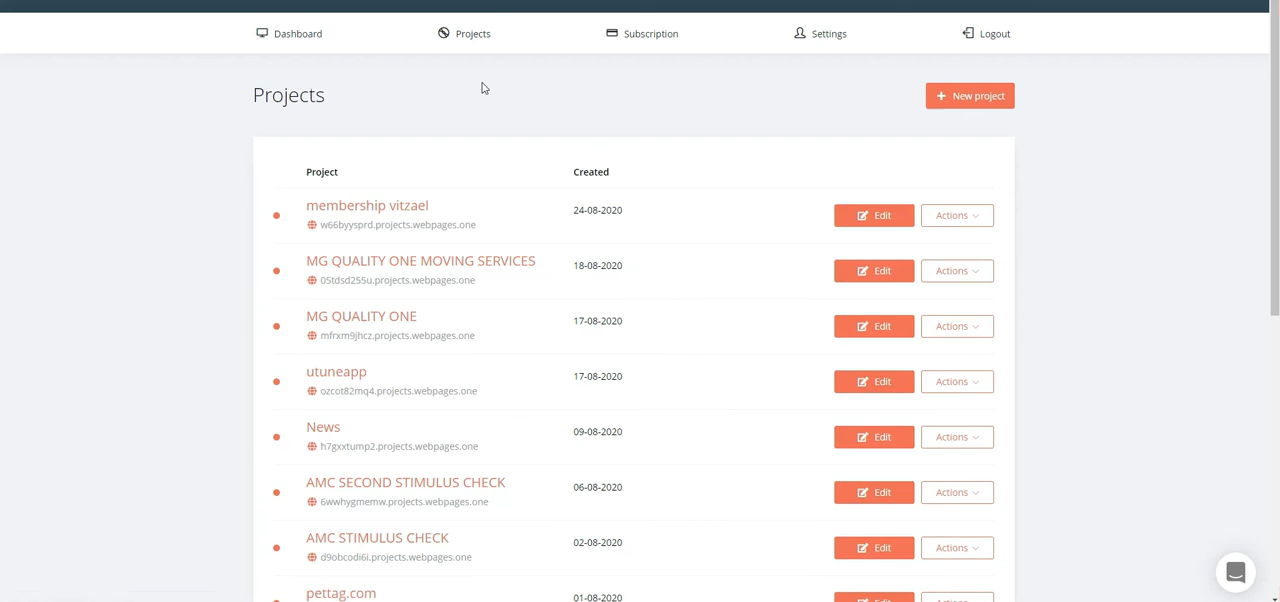 Dashboard Projects Subscription Settings Logout
Projects
New project
Project Created
membership vitzael 24-08-2020 Edit Actions
w66byysprd.projects.webpages.one
MG QUALITY ONE MOVING SERVICES 18-08-2020 Edit Actions
05tdsd255u.projects.webpages.one
MG QUALITY ONE 17-08-2020 Edit Actions
mfrxm9jhcz.projects.webpages.one
utuneapp 17-08-2020 Edit Actions
ozcot82mq4.projects.webpages.one
News 09-08-2020 Edit Actions
h7gxxtump2.projects.webpages.one
AMC SECOND STIMULUS CHECK 06-08-2020 Edit Actions
6wwhygmemw.projects.webpages.one
AMC STIMULUS CHECK 02-08-2020 Edit Actions
d9obcodi6i.projects.webpages.one
pettag.com 01-08-2020 Edit Actions